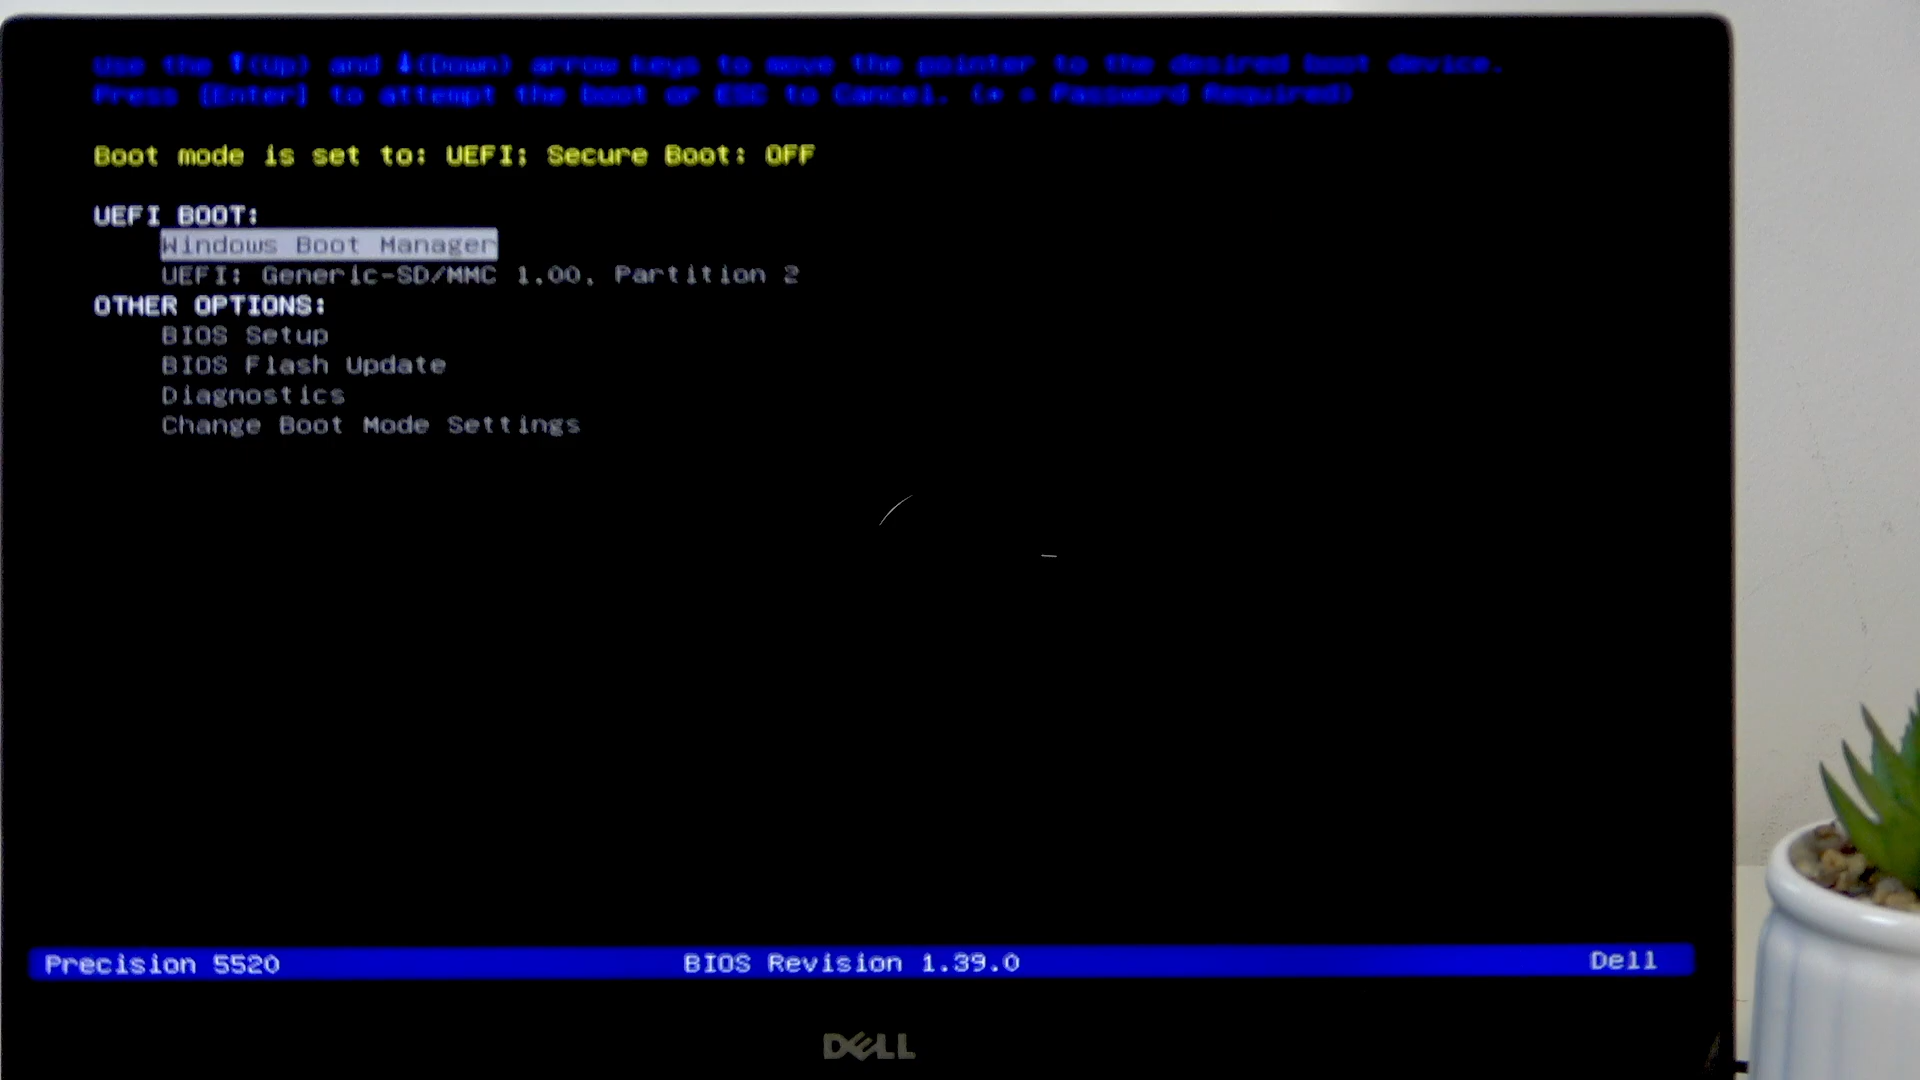 Use the ↑(Up) and ↓(Down) arrow keys to move the pointer to the desired boot device.
Press [Enter] to attempt the boot or ESC to Cancel. (* = Password Required)
Boot mode is set to: UEFI; Secure Boot: OFF
UEFI BOOT:
Windows Boot Manager
UEFI: Generic-SD/MMC 1.00, Partition 2
OTHER OPTIONS:
BIOS Setup
BIOS Flash Update
Diagnostics
Change Boot Mode Settings
Precision 5520 BIOS Revision 1.39.0 Dell
DELL